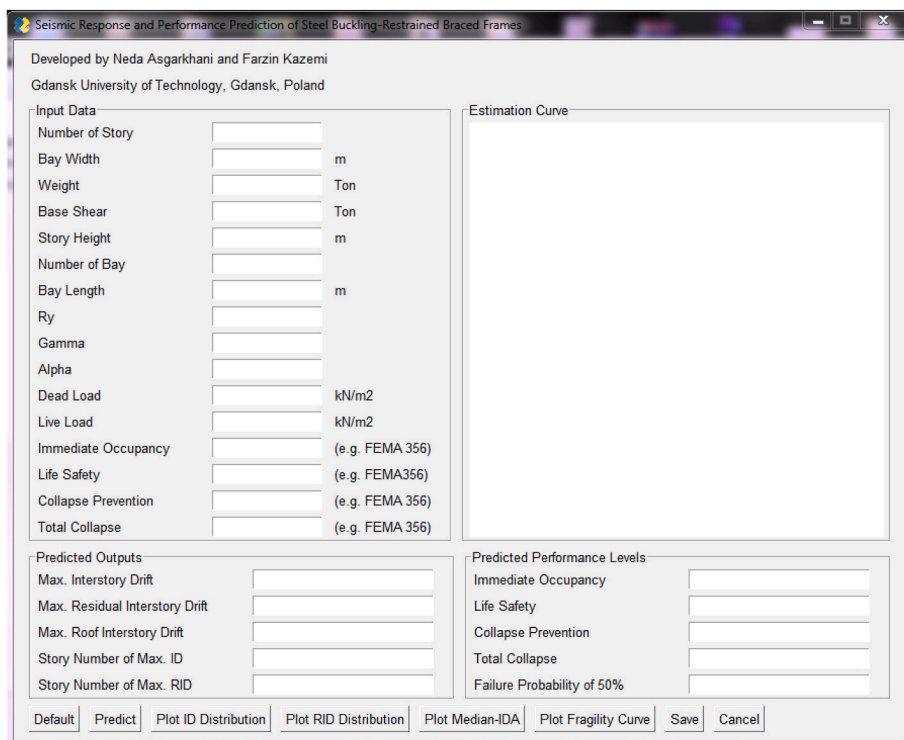 Seismic Response and Performance Prediction of Steel Buckling-Restrained Braced Frames
Developed by Neda Asgarkhani and Farzin Kazemi
Gdansk University of Technology, Gdansk, Poland
Input Data
Number of Story
Bay Width m
Weight Ton
Base Shear Ton
Story Height m
Number of Bay
Bay Length m
Ry
Gamma
Alpha
Dead Load kN/m2
Live Load kN/m2
Immediate Occupancy (e.g. FEMA 356)
Life Safety (e.g. FEMA356)
Collapse Prevention (e.g. FEMA 356)
Total Collapse (e.g. FEMA 356)
Estimation Curve
Predicted Outputs
Max. Interstory Drift
Max. Residual Interstory Drift
Max. Roof Interstory Drift
Story Number of Max. ID
Story Number of Max. RID
Predicted Performance Levels
Immediate Occupancy
Life Safety
Collapse Prevention
Total Collapse
Failure Probability of 50%
Default Predict Plot ID Distribution Plot RID Distribution Plot Median-IDA Plot Fragility Curve Save Cancel